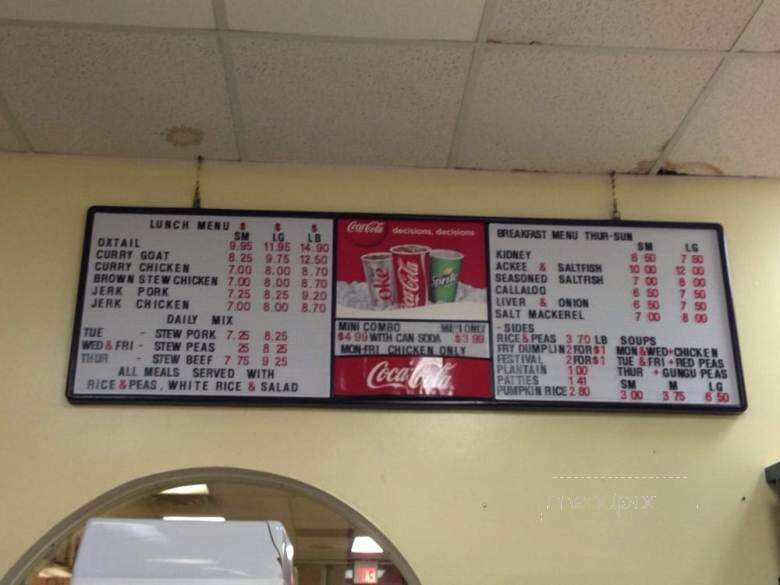 LUNCH MENU $ $ $
SM LG LB
OXTAIL 9.95 11.95 14.90
CURRY GOAT 8.25 9.75 12.50
CURRY CHICKEN 7.00 8.00 8.70
BROWN STEW CHICKEN 7.00 8.00 8.70
JERK PORK 7.25 8.25 9.20
JERK CHICKEN 7.00 8.00 8.70
DAILY MIX
TUE - STEW PORK 7.25 8.25
WED & FRI - STEW PEAS 25 8 25
THUR - STEW BEEF 7 75 9 25
ALL MEALS SERVED WITH
RICE & PEAS, WHITE RICE & SALAD
Coca-Cola decisions, decisions
oke
Coca-Cola
Sprite
MINI COMBO
$4 99 WITH CAN SODA $3 99
MON-FRI CHICKEN ONLY
Coca-Cola
BREAKFAST MENU THUR-SUN
SM LG
KIDNEY 6 50 7 50
ACKEE & SALTFISH 10 00 12 00
SEASONED SALTFISH 7 00 8 00
CALLALOO 6 50 7 50
LIVER & ONION 6 50 7 50
SALT MACKEREL 7 00 8 00
- SIDES
RICE & PEAS 3 70 LB
FRY DUMPLIN 2 FOR $1
FESTIVAL 2 FOR $1
PLANTAIN 1 00
PATTIES 1 41
PUMPKIN RICE 2 80
SOUPS
MON & WED + CHICKEN
TUE & FRI + RED PEAS
THUR + GUNGU PEAS
SM M LG
3 00 3 75 6 50
menupix